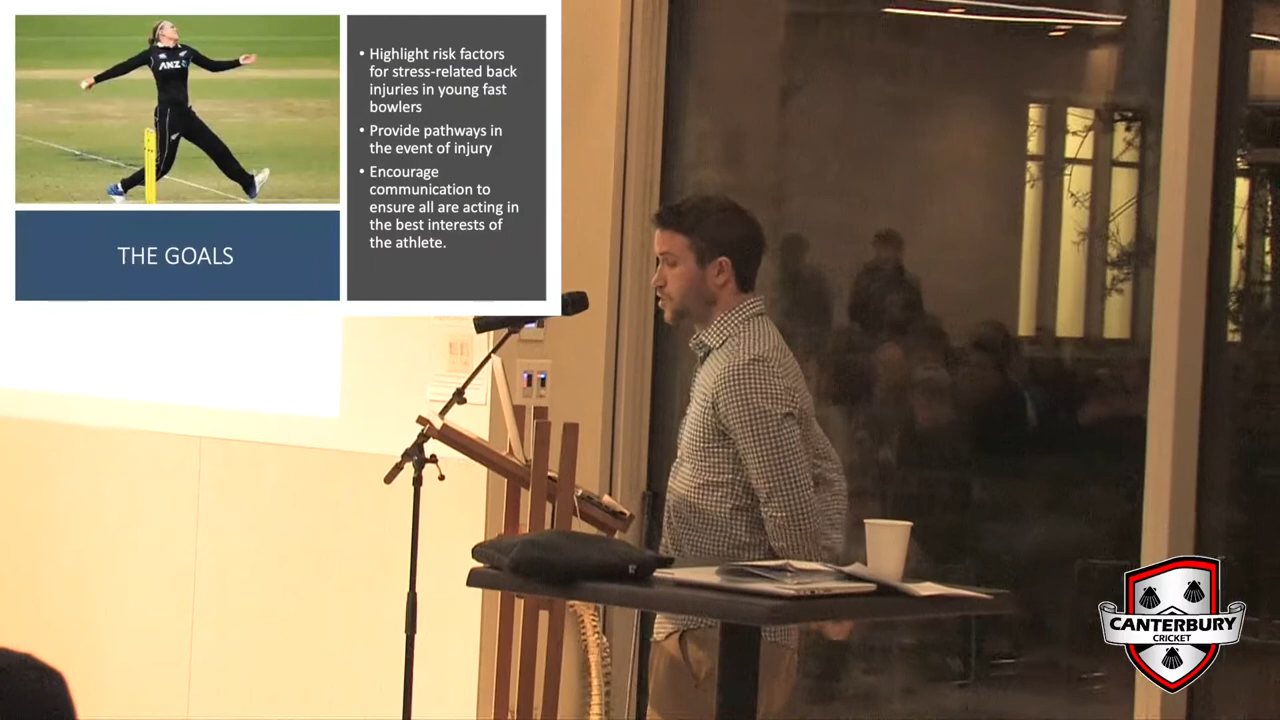 ANZ
• Highlight risk factors
for stress-related back
injuries in young fast
bowlers
• Provide pathways in
the event of injury
• Encourage
communication to
ensure all are acting in
the best interests of
the athlete.
THE GOALS
CANTERBURY
CRICKET